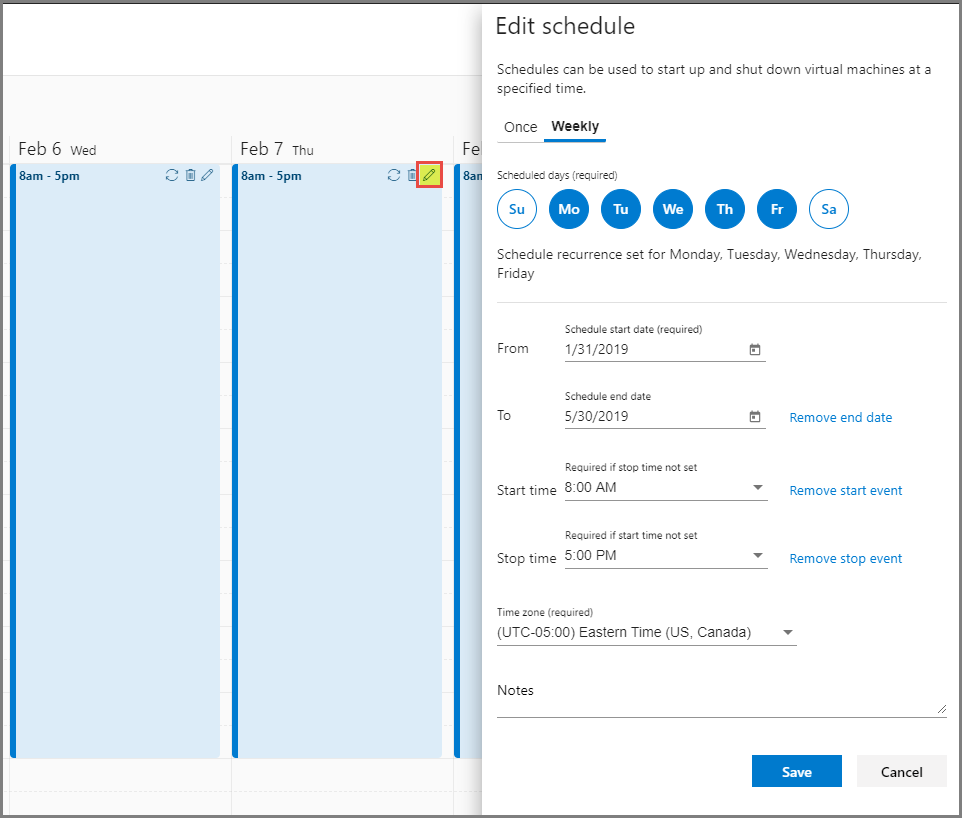 Feb 6 Wed
Feb 7 Thu
Fe
8am - 5pm
8am - 5pm
8an
Edit schedule
Schedules can be used to start up and shut down virtual machines at a
specified time.
Once Weekly
Scheduled days (required)
Su Mo Tu We Th Fr Sa
Schedule recurrence set for Monday, Tuesday, Wednesday, Thursday,
Friday
Schedule start date (required)
From 1/31/2019
Schedule end date
To 5/30/2019 Remove end date
Required if stop time not set
Start time 8:00 AM Remove start event
Required if start time not set
Stop time 5:00 PM Remove stop event
Time zone (required)
(UTC-05:00) Eastern Time (US, Canada)
Notes
Save Cancel